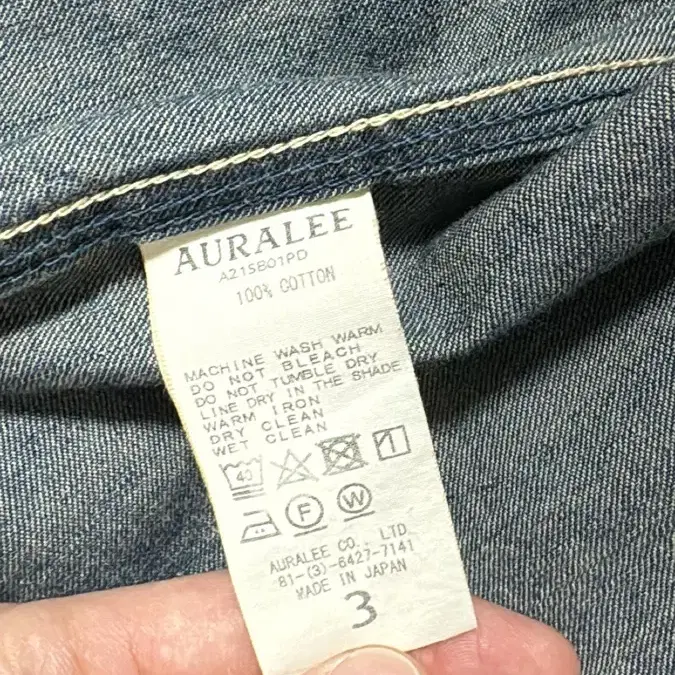 AURALEE
A21SB01PD
100% COTTON
MACHINE WASH WARM
DO NOT BLEACH
DO NOT TUMBLE DRY
LINE DRY IN THE SHADE
WARM IRON
DRY CLEAN
WET CLEAN
40
F W
AURALEE CO., LTD.
81-(3)-6427-7141
MADE IN JAPAN
3